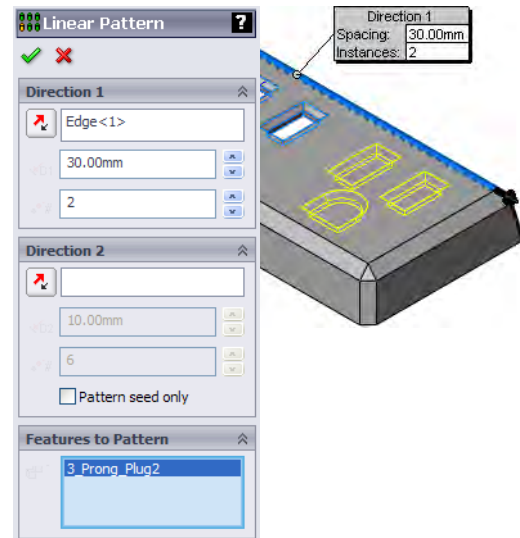 Linear Pattern ?
Direction 1
Edge<1>
30.00mm
2
Direction 2
10.00mm
6
Pattern seed only
Features to Pattern
3_Prong_Plug2
Direction 1
Spacing: 30.00mm
Instances: 2